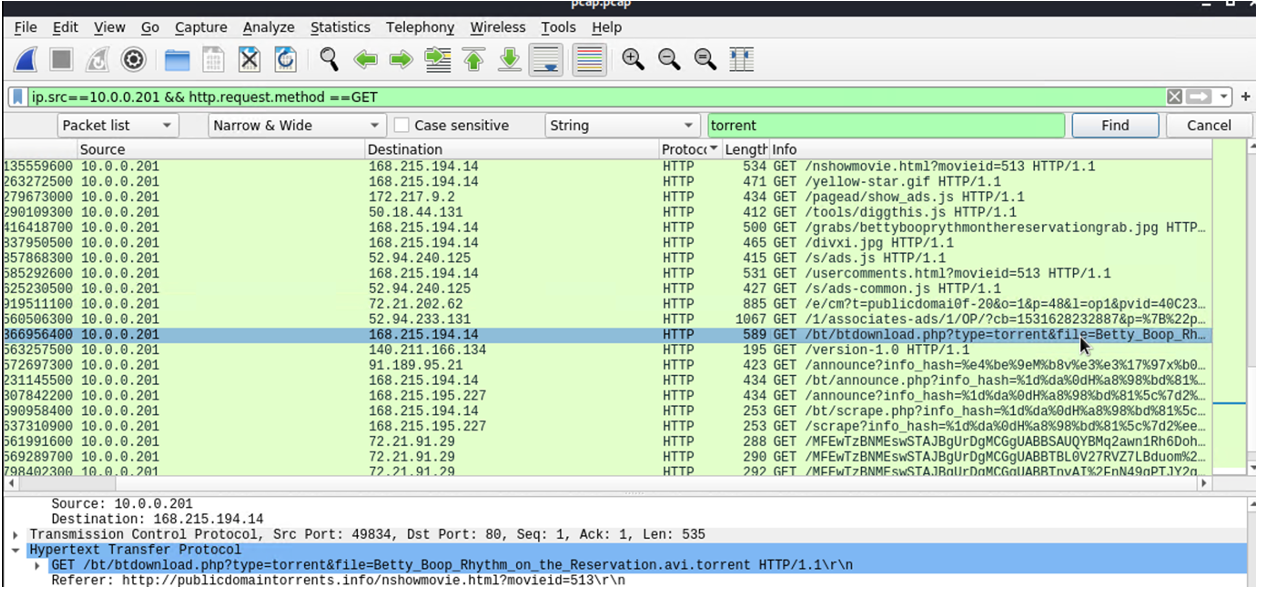 pcap.pcap
File Edit View Go Capture Analyze Statistics Telephony Wireless Tools Help
ip.src==10.0.0.201 && http.request.method ==GET
Packet list Narrow & Wide Case sensitive String torrent Find Cancel
Source Destination Protocc Length Info
135559600 10.0.0.201 168.215.194.14 HTTP 534 GET /nshowmovie.html?movieid=513 HTTP/1.1
263272500 10.0.0.201 168.215.194.14 HTTP 471 GET /yellow-star.gif HTTP/1.1
279673000 10.0.0.201 172.217.9.2 HTTP 434 GET /pagead/show_ads.js HTTP/1.1
290109300 10.0.0.201 50.18.44.131 HTTP 412 GET /tools/diggthis.js HTTP/1.1
416418700 10.0.0.201 168.215.194.14 HTTP 500 GET /grabs/bettybooprythmonthereservationgrab.jpg HTTP…
837950500 10.0.0.201 168.215.194.14 HTTP 465 GET /divxi.jpg HTTP/1.1
857868300 10.0.0.201 52.94.240.125 HTTP 415 GET /s/ads.js HTTP/1.1
585292600 10.0.0.201 168.215.194.14 HTTP 531 GET /usercomments.html?movieid=513 HTTP/1.1
625230500 10.0.0.201 52.94.240.125 HTTP 427 GET /s/ads-common.js HTTP/1.1
919511100 10.0.0.201 72.21.202.62 HTTP 885 GET /e/cm?t=publicdomai0f-20&o=1&p=48&l=op1&pvid=40C23…
560506300 10.0.0.201 52.94.233.131 HTTP 1067 GET /1/associates-ads/1/OP/?cb=1531628232887&p=%7B%22p…
366956400 10.0.0.201 168.215.194.14 HTTP 589 GET /bt/btdownload.php?type=torrent&file=Betty_Boop_Rh…
563257500 10.0.0.201 140.211.166.134 HTTP 195 GET /version-1.0 HTTP/1.1
572697300 10.0.0.201 91.189.95.21 HTTP 423 GET /announce?info_hash=%e4%be%9eM%b8v%e3%e3%17%97x%b0…
231145500 10.0.0.201 168.215.194.14 HTTP 434 GET /bt/announce.php?info_hash=%1d%da%0dH%a8%98%bd%81%…
307842200 10.0.0.201 168.215.195.227 HTTP 434 GET /announce?info_hash=%1d%da%0dH%a8%98%bd%81%5c%7d2%…
590958400 10.0.0.201 168.215.194.14 HTTP 253 GET /bt/scrape.php?info_hash=%1d%da%0dH%a8%98%bd%81%5c…
637310900 10.0.0.201 168.215.195.227 HTTP 253 GET /scrape?info_hash=%1d%da%0dH%a8%98%bd%81%5c%7d2%ee…
561991600 10.0.0.201 72.21.91.29 HTTP 288 GET /MFEwTzBNMEswSTAJBgUrDgMCGgUABBSAUQYBMq2awn1Rh6Doh…
569289700 10.0.0.201 72.21.91.29 HTTP 290 GET /MFEwTzBNMEswSTAJBgUrDgMCGgUABBTBL0V27RVZ7LBduom%2…
798402300 10.0.0.201 72.21.91.29 HTTP 292 GET /MFEwTzBNMEswSTAJBgUrDgMCGgUABBTnvAT%2FnN49qPTJY2q…
Source: 10.0.0.201
Destination: 168.215.194.14
Transmission Control Protocol, Src Port: 49834, Dst Port: 80, Seq: 1, Ack: 1, Len: 535
Hypertext Transfer Protocol
GET /bt/btdownload.php?type=torrent&file=Betty_Boop_Rhythm_on_the_Reservation.avi.torrent HTTP/1.1\r\n
Referer: http://publicdomaintorrents.info/nshowmovie.html?movieid=513\r\n